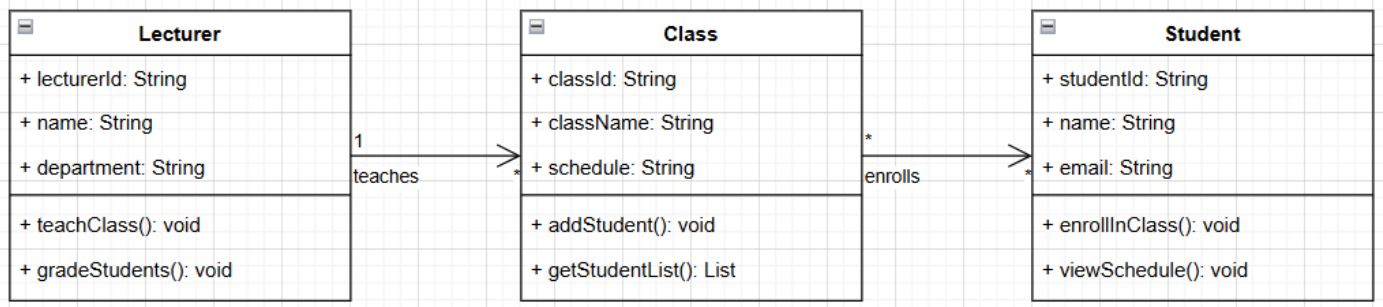 Lecturer
+ lecturerId: String
+ name: String
+ department: String
+ teachClass(): void
+ gradeStudents(): void
1
teaches
*
Class
+ classId: String
+ className: String
+ schedule: String
+ addStudent(): void
+ getStudentList(): List
*
enrolls
*
Student
+ studentId: String
+ name: String
+ email: String
+ enrollInClass(): void
+ viewSchedule(): void